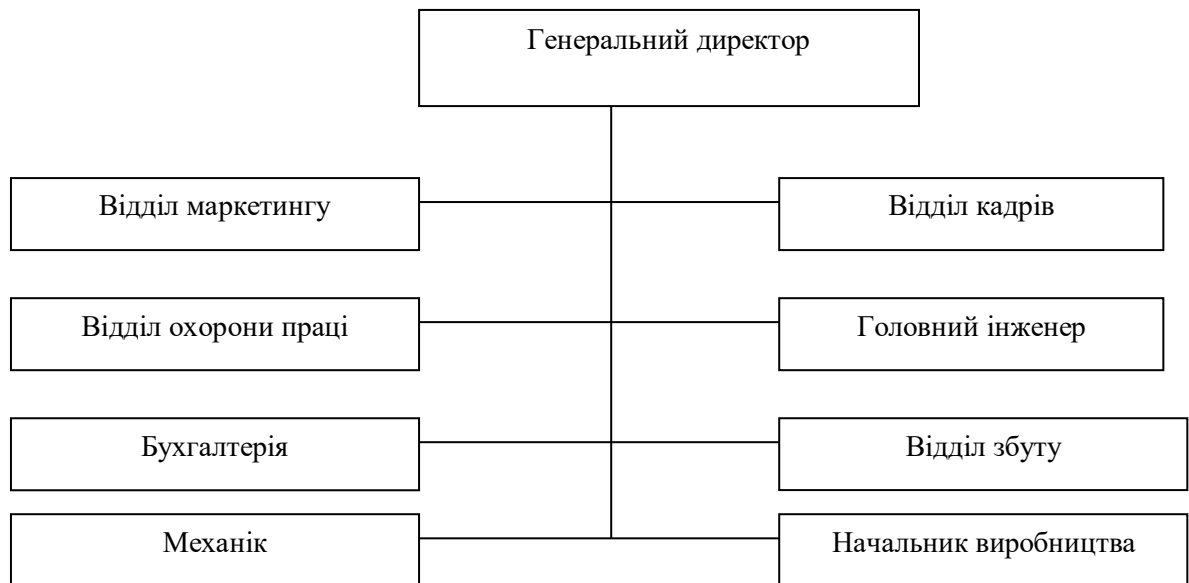 Генеральний директор
Відділ маркетингу
Відділ кадрів
Відділ охорони праці
Головний інженер
Бухгалтерія
Відділ збуту
Механік
Начальник виробництва